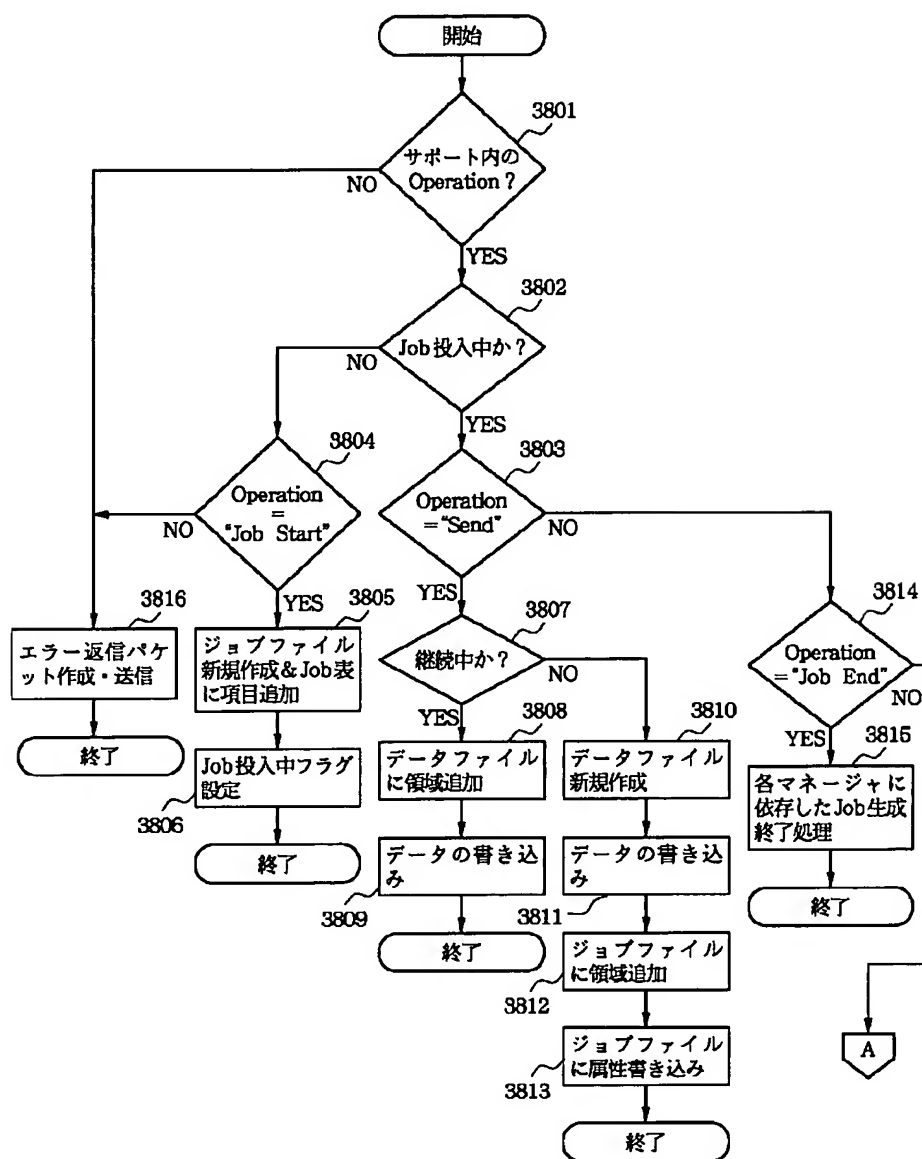 開始
3801
サポート内の
Operation?
NO
YES
3802
Job投入中か?
NO
YES
3804
Operation
=
"Job Start"
NO
YES
3803
Operation
="Send"
NO
YES
3816
エラー返信パケ
ット作成・送信
終了
3805
ジョブファイル
新規作成&Job表
に項目追加
Job投入中フラグ
設定
3806
終了
3807
継続中か?
NO
YES
3808
データファイル
に領域追加
データの書き込
み
3809
終了
3810
データファイル
新規作成
データの書き込
み
3811
ジョブファイル
に領域追加
3812
ジョブファイル
に属性書き込み
3813
終了
3814
Operation
="Job End"
NO
YES
3815
各マネージャに
依存したJob生成
終了処理
終了
A